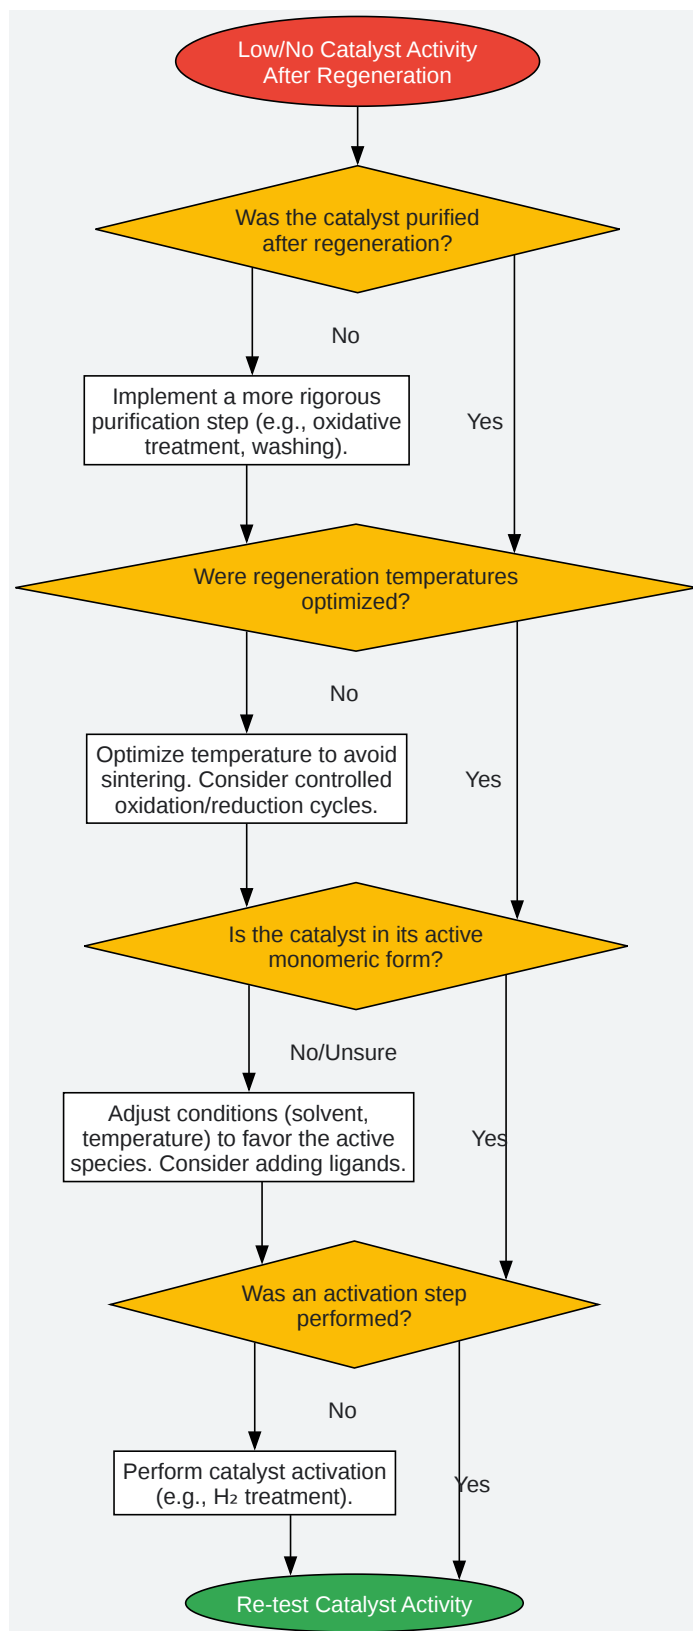 Low/No Catalyst Activity
After Regeneration
Was the catalyst purified
after regeneration?
No
Implement a more rigorous
purification step (e.g., oxidative
treatment, washing).
Yes
Were regeneration temperatures
optimized?
No
Optimize temperature to avoid
sintering. Consider controlled
oxidation/reduction cycles.
Yes
Is the catalyst in its active
monomeric form?
No/Unsure
Adjust conditions (solvent,
temperature) to favor the active
species. Consider adding ligands.
Yes
Was an activation step
performed?
No
Perform catalyst activation
(e.g., H₂ treatment).
Yes
Re-test Catalyst Activity